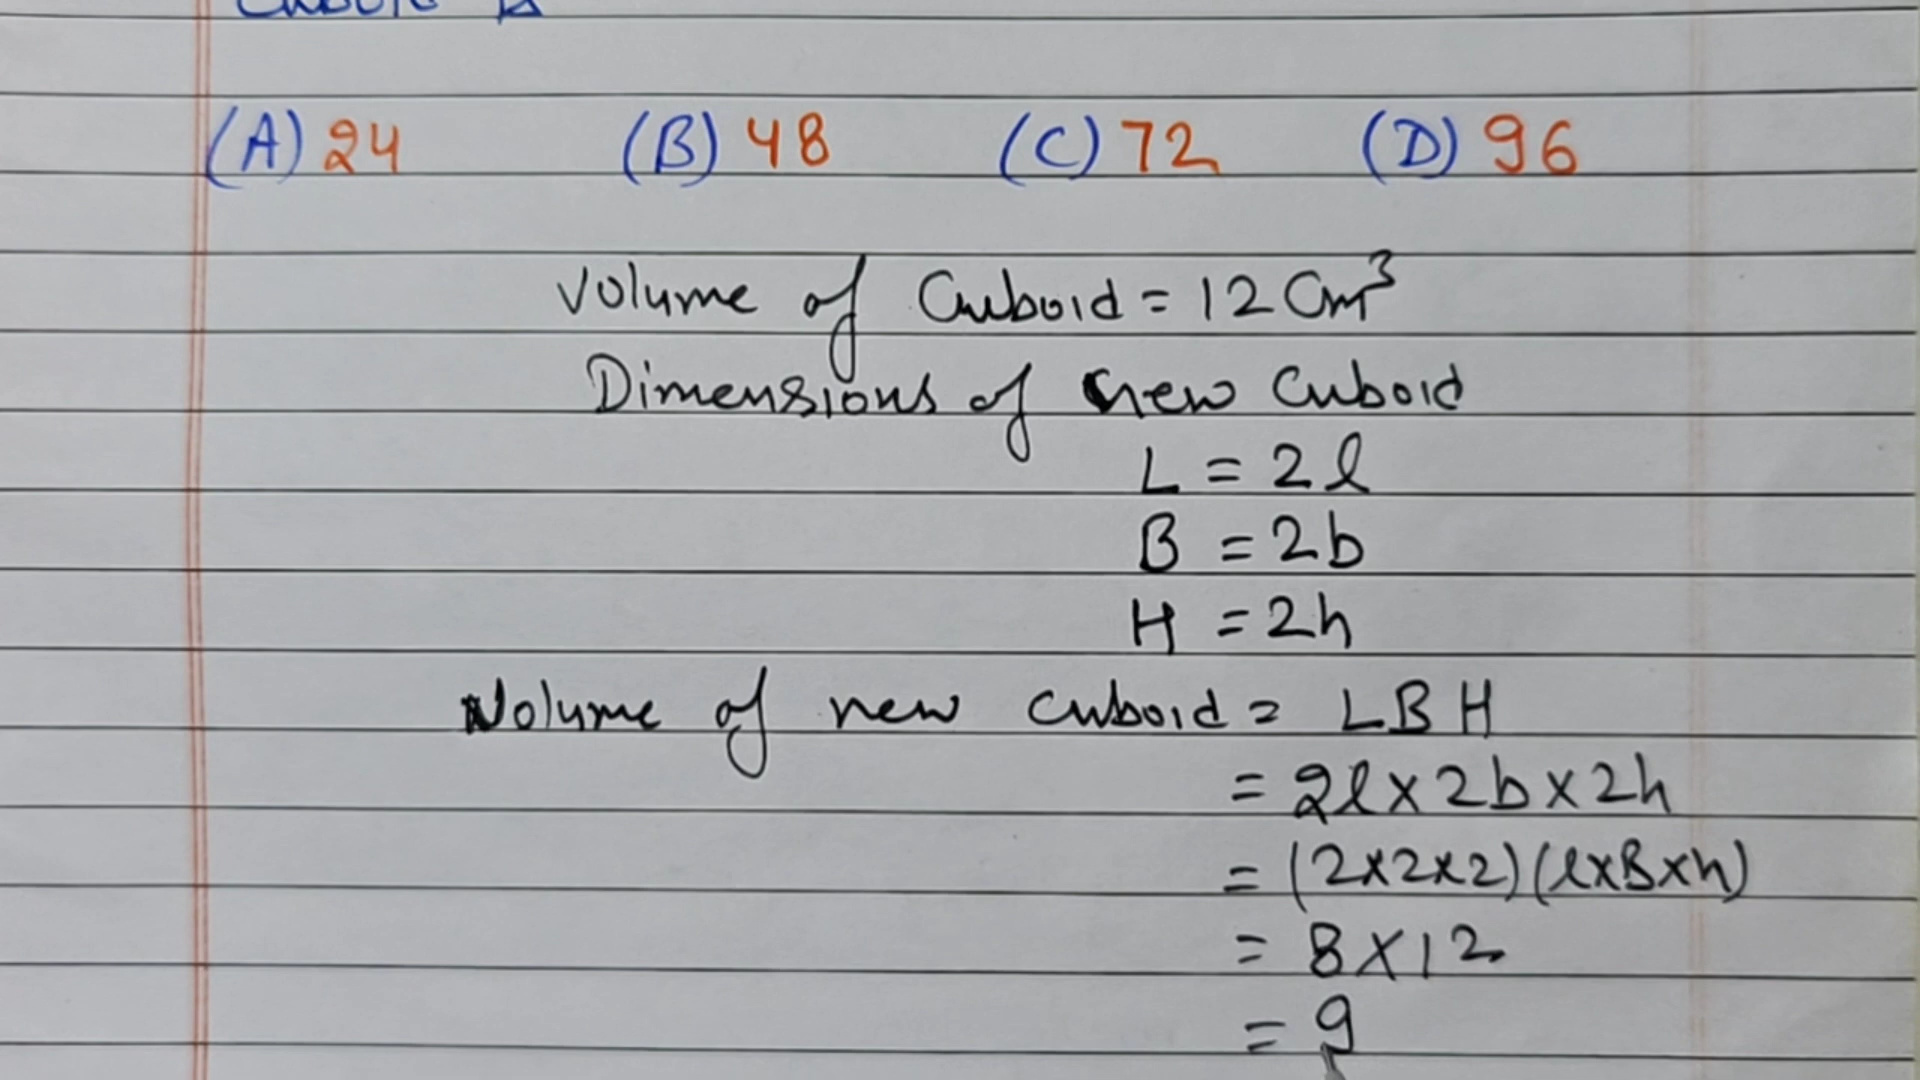 (A) 24 (B) 48 (C) 72 (D) 96
Volume of Cuboid = 12 Cm³
Dimensions of new Cuboid
L = 2l
B = 2b
H = 2h
Volume of new cuboid = LBH
= 2l×2b×2h
= (2×2×2)(l×B×h)
= 8×12
= 9